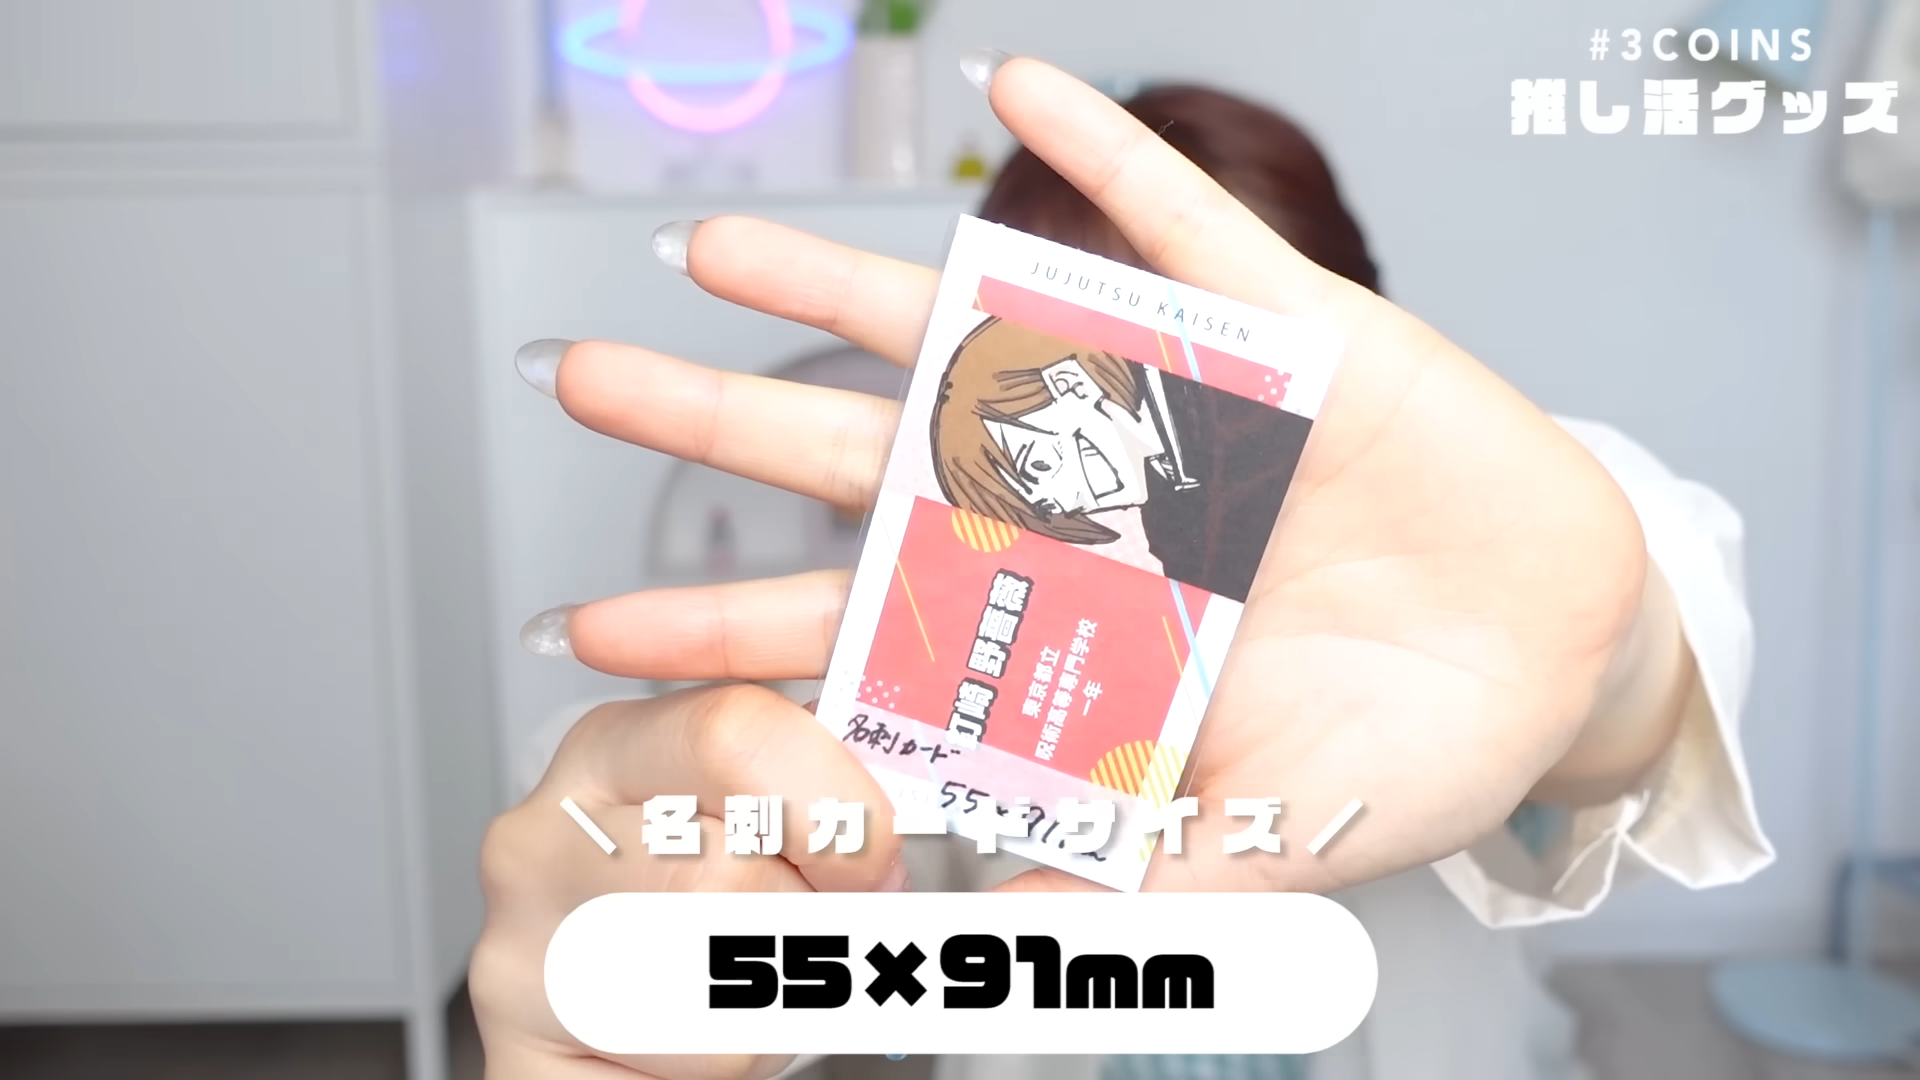 #3COINS
推し活グッズ
JUJUTSU KAISEN
釘崎 野薔薇
東京都立
呪術高等専門学校
一年
名刺カード
55×91mm
＼名刺カードサイズ／
55×91mm